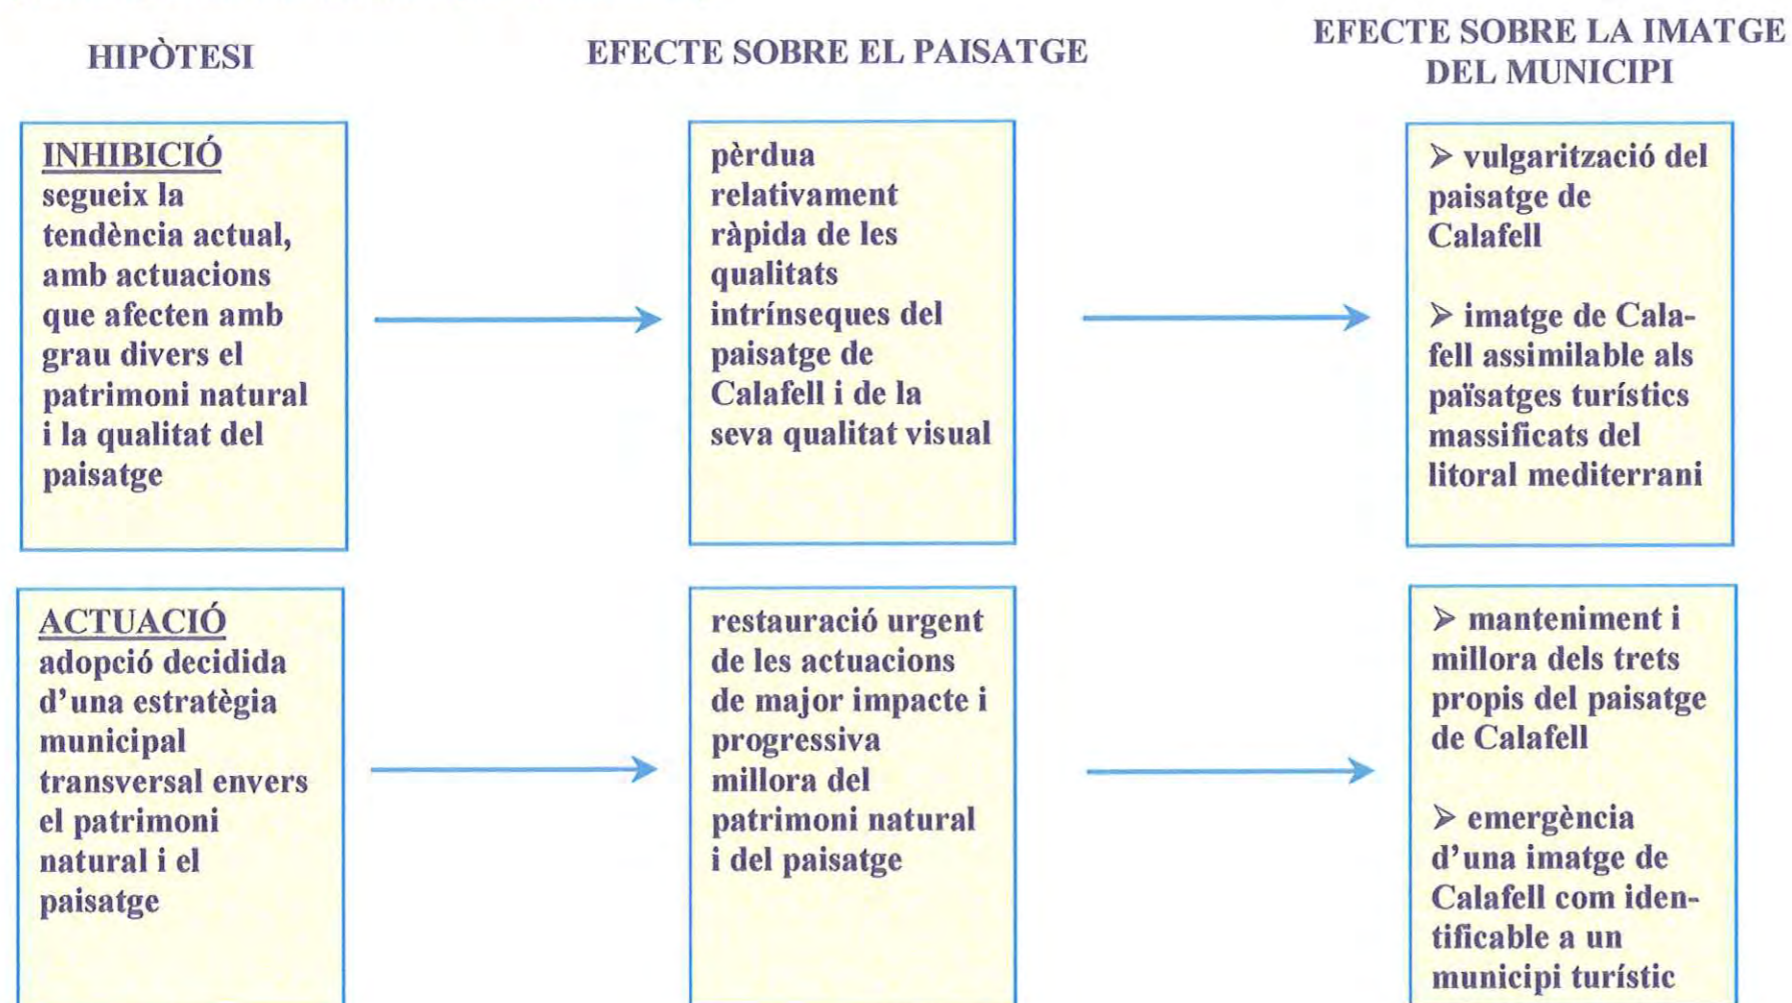 HIPÒTESI
EFECTE SOBRE EL PAISATGE
EFECTE SOBRE LA IMATGE
DEL MUNICIPI
INHIBICIÓ
segueix la
tendència actual,
amb actuacions
que afecten amb
grau divers el
patrimoni natural
i la qualitat del
paisatge
pèrdua
relativament
ràpida de les
qualitats
intrínseques del
paisatge de
Calafell i de la
seva qualitat visual
➢ vulgarització del
paisatge de
Calafell
➢ imatge de Cala-
fell assimilable als
païsatges turístics
massificats del
litoral mediterrani
ACTUACIÓ
adopció decidida
d'una estratègia
municipal
transversal envers
el patrimoni
natural i el
paisatge
restauració urgent
de les actuacions
de major impacte i
progressiva
millora del
patrimoni natural
i del paisatge
➢ manteniment i
millora dels trets
propis del paisatge
de Calafell
➢ emergència
d'una imatge de
Calafell com iden-
tificable a un
municipi turístic